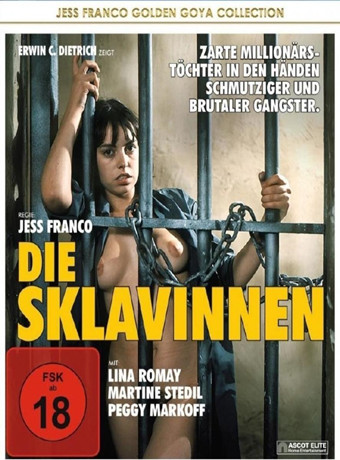 JESS FRANCO GOLDEN GOYA COLLECTION
ERWIN C. DIETRICH ZEIGT
ZARTE MILLIONÄRS-
TÖCHTER IN DEN HÄNDEN
SCHMUTZIGER UND
BRUTALER GANGSTER.
REGIE:
JESS FRANCO
DIE
SKLAVINNEN
MIT
LINA ROMAY
MARTINE STEDIL
PEGGY MARKOFF
FSK
ab
18
ASCOT ELITE
Home Entertainment